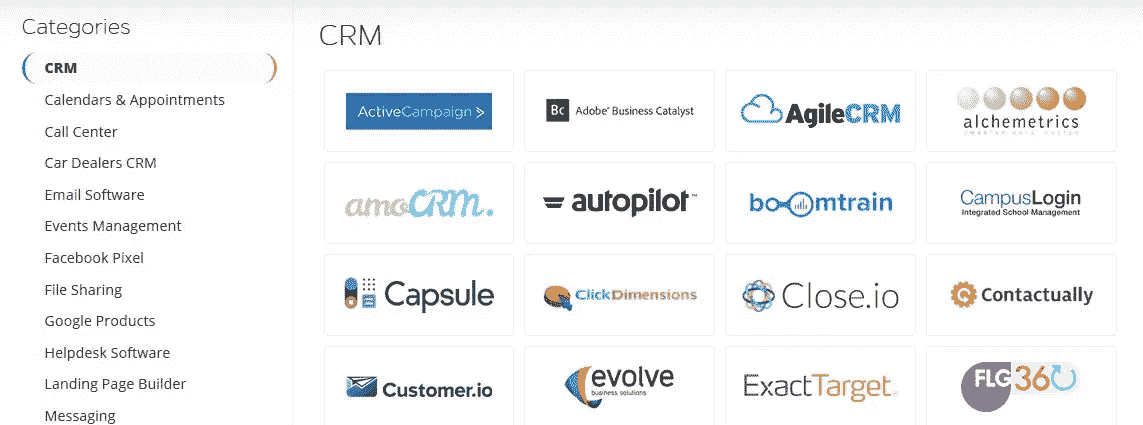 Categories
CRM
Calendars & Appointments
Call Center
Car Dealers CRM
Email Software
Events Management
Facebook Pixel
File Sharing
Google Products
Helpdesk Software
Landing Page Builder
Messaging
CRM
ActiveCampaign >
Bc Adobe® Business Catalyst
AgileCRM
alchemetrics
amoCRM.
autopilot™
boomtrain
CampusLogin
Integrated School Management
Capsule
ClickDimensions
Close.io
Contactually
Customer.io
evolve
business solutions
ExactTarget
FLG360